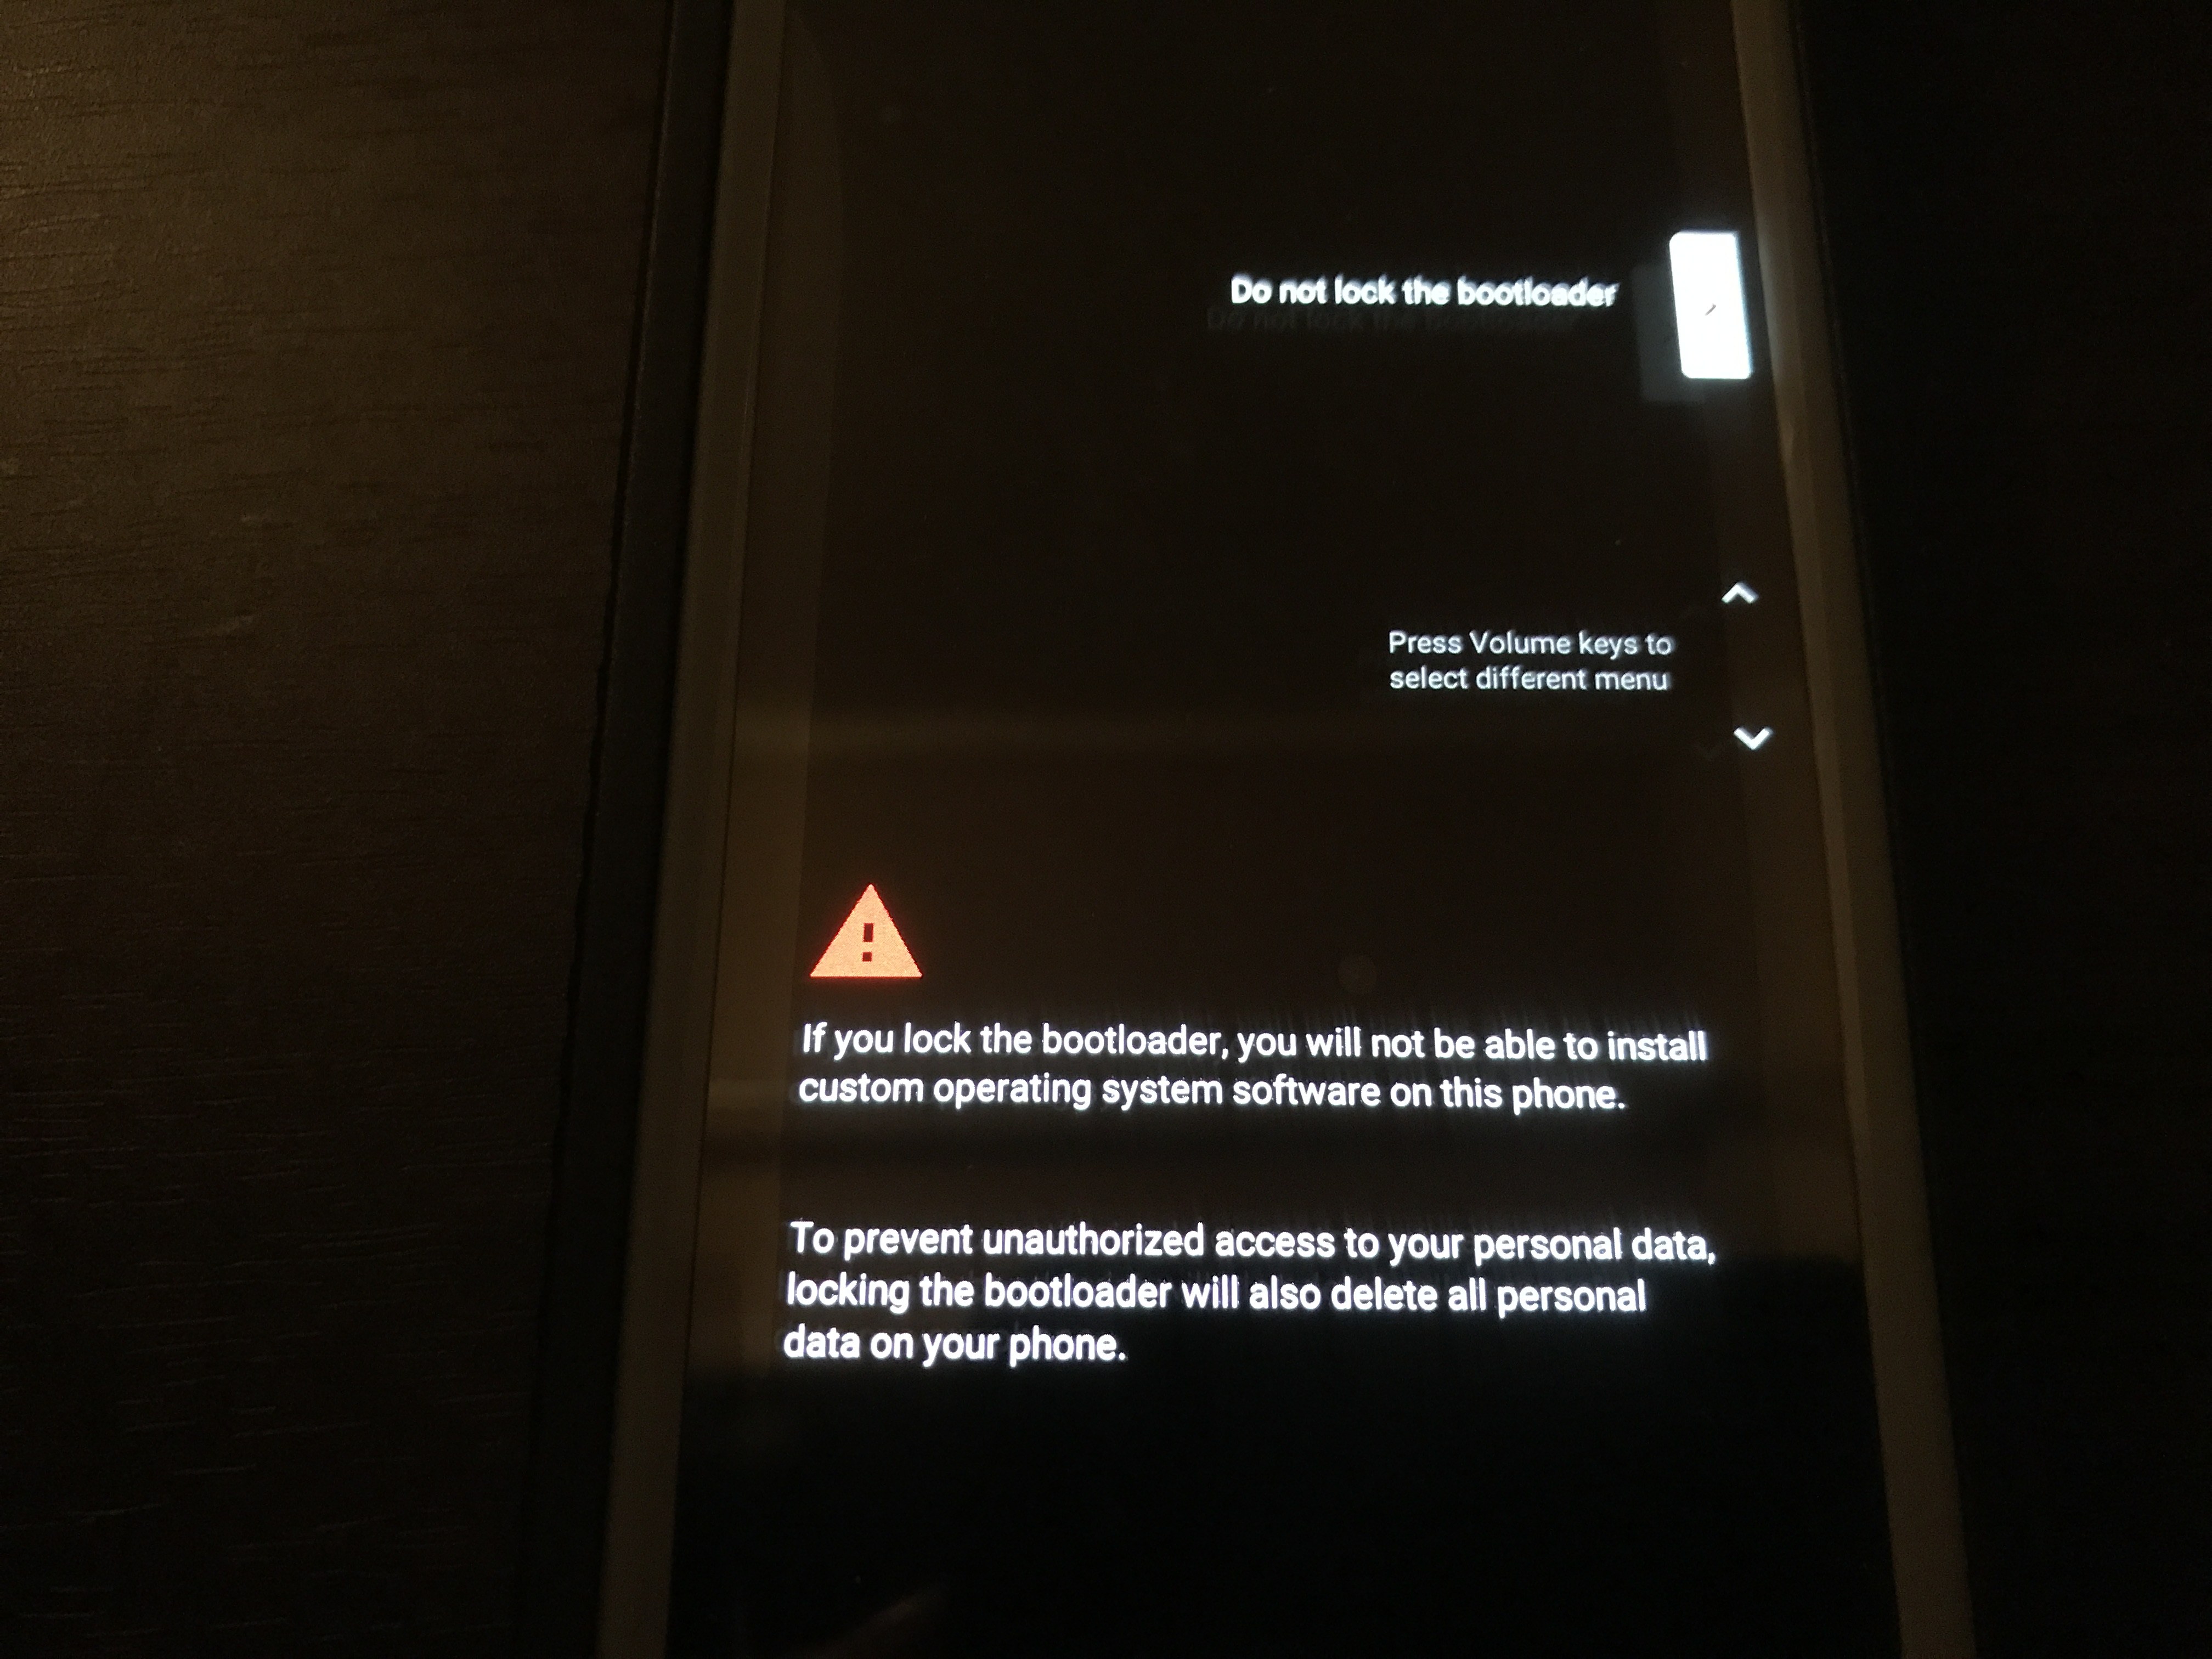 Do not lock the bootloader
Press Volume keys to
select different menu
If you lock the bootloader, you will not be able to install
custom operating system software on this phone.
To prevent unauthorized access to your personal data,
locking the bootloader will also delete all personal
data on your phone.